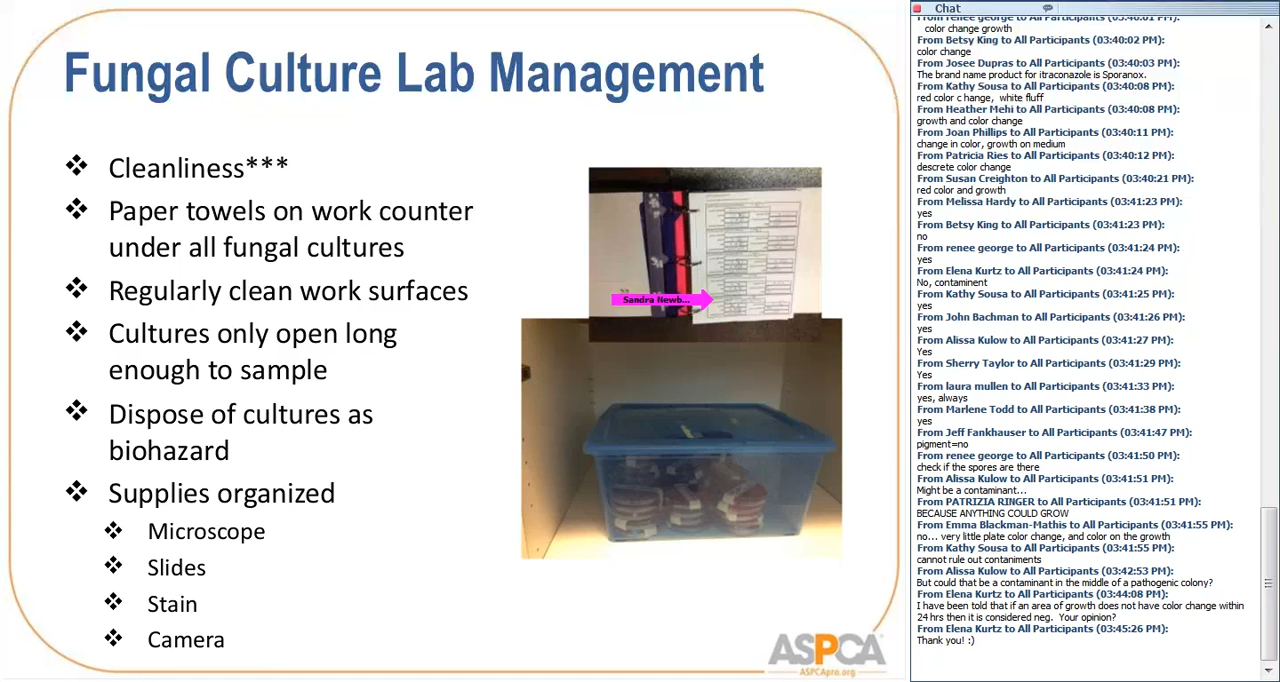 Fungal Culture Lab Management
Cleanliness***
Paper towels on work counter
under all fungal cultures
Regularly clean work surfaces
Cultures only open long
enough to sample
Dispose of cultures as
biohazard
Supplies organized
Microscope
Slides
Stain
Camera
Sandra Newb...
ASPCA
ASPCApro.org
Chat
From renee george to All Participants (03:40:01 PM):
color change growth
From Betsy King to All Participants (03:40:02 PM):
color change
From Josee Dupras to All Participants (03:40:03 PM):
The brand name product for itraconazole is Sporanox.
From Kathy Sousa to All Participants (03:40:08 PM):
red color c hange, white fluff
From Heather Mehi to All Participants (03:40:08 PM):
growth and color change
From Joan Phillips to All Participants (03:40:11 PM):
change in color, growth on medium
From Patricia Ries to All Participants (03:40:12 PM):
descrete color change
From Susan Creighton to All Participants (03:40:21 PM):
red color and growth
From Melissa Hardy to All Participants (03:41:23 PM):
yes
From Betsy King to All Participants (03:41:23 PM):
no
From renee george to All Participants (03:41:24 PM):
yes
From Elena Kurtz to All Participants (03:41:24 PM):
No, contaminent
From Kathy Sousa to All Participants (03:41:25 PM):
yes
From John Bachman to All Participants (03:41:26 PM):
yes
From Alissa Kulow to All Participants (03:41:27 PM):
Yes
From Sherry Taylor to All Participants (03:41:29 PM):
Yes
From laura mullen to All Participants (03:41:33 PM):
yes, always
From Marlene Todd to All Participants (03:41:38 PM):
yes
From Jeff Fankhauser to All Participants (03:41:47 PM):
pigment=no
From renee george to All Participants (03:41:50 PM):
check if the spores are there
From Alissa Kulow to All Participants (03:41:51 PM):
Might be a contaminant...
From PATRIZIA RINGER to All Participants (03:41:51 PM):
BECAUSE ANYTHING COULD GROW
From Emma Blackman-Mathis to All Participants (03:41:55 PM):
no... very little plate color change, and color on the growth
From Kathy Sousa to All Participants (03:41:55 PM):
cannot rule out contaniments
From Alissa Kulow to All Participants (03:42:53 PM):
But could that be a contaminant in the middle of a pathogenic colony?
From Elena Kurtz to All Participants (03:44:08 PM):
I have been told that if an area of growth does not have color change within
24 hrs then it is considered neg. Your opinion?
From Elena Kurtz to All Participants (03:45:26 PM):
Thank you! :)